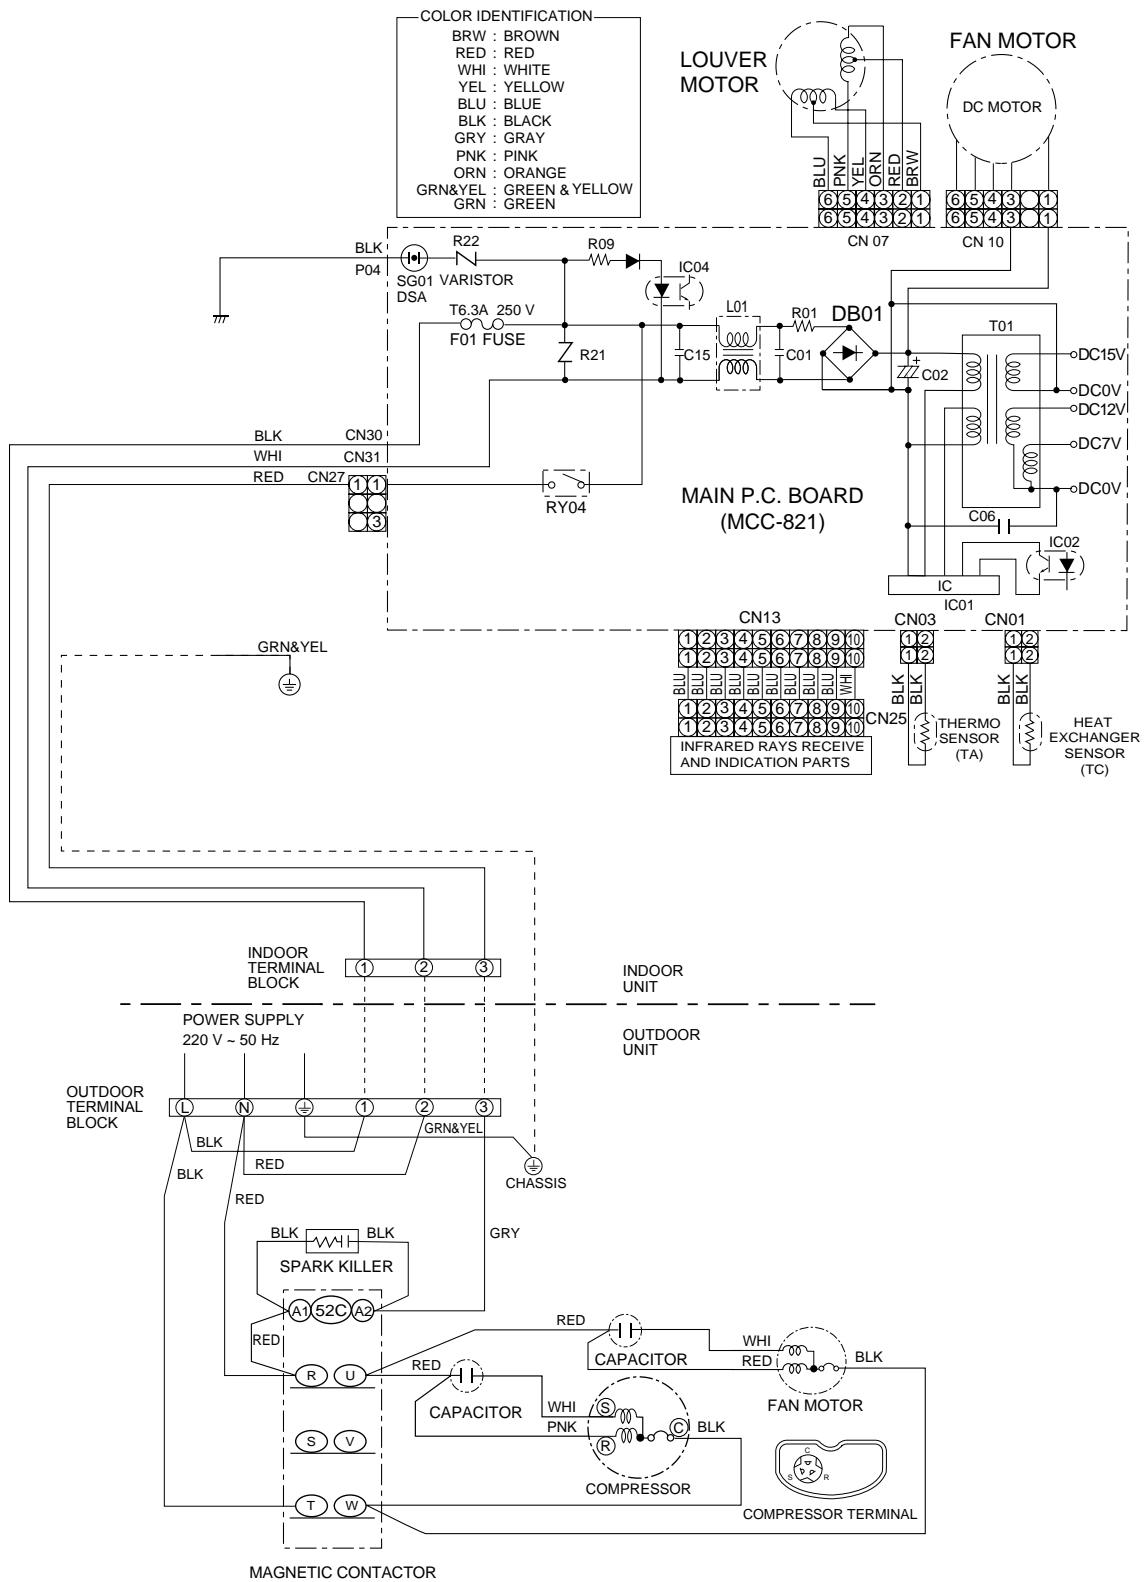 COLOR IDENTIFICATION
BRW : BROWN
RED : RED
WHI : WHITE
YEL : YELLOW
BLU : BLUE
BLK : BLACK
GRY : GRAY
PNK : PINK
ORN : ORANGE
GRN&YEL : GREEN & YELLOW
GRN : GREEN
LOUVER
MOTOR
FAN MOTOR
DC MOTOR
BLU
PNK
YEL
ORN
RED
BRW
6 5 4 3 2 1
6 5 4 3 2 1
CN 07
6 5 4 3 1
6 5 4 3 1
CN 10
BLK
P04
SG01
DSA
R22
VARISTOR
R09
IC04
T6.3A 250 V
F01 FUSE
R21
C15
L01
C01
R01
DB01
C02
T01
DC15V
DC0V
DC12V
DC7V
DC0V
BLK CN30
WHI CN31
RED CN27
1 1
3
RY04
MAIN P.C. BOARD
(MCC-821)
C06
IC02
IC
IC01
CN13
1 2 3 4 5 6 7 8 9 10
1 2 3 4 5 6 7 8 9 10
BLU
BLU
BLU
BLU
BLU
BLU
BLU
BLU
BLU
WHI
1 2 3 4 5 6 7 8 9 10
1 2 3 4 5 6 7 8 9 10
CN25
INFRARED RAYS RECEIVE
AND INDICATION PARTS
CN03
1 2
1 2
BLK
BLK
THERMO
SENSOR
(TA)
CN01
1 2
1 2
BLK
BLK
HEAT
EXCHANGER
SENSOR
(TC)
GRN&YEL
INDOOR
TERMINAL
BLOCK
1 2 3
INDOOR
UNIT
POWER SUPPLY
220 V ~ 50 Hz
OUTDOOR
UNIT
OUTDOOR
TERMINAL
BLOCK
L N 1 2 3
BLK
GRN&YEL
BLK
RED
RED
CHASSIS
GRY
BLK
BLK
SPARK KILLER
A1 52C A2
RED
R U
S V
T W
MAGNETIC CONTACTOR
RED
CAPACITOR
WHI
RED
BLK
FAN MOTOR
RED
CAPACITOR
WHI
PNK
S
R
C
BLK
COMPRESSOR
C
S R
COMPRESSOR TERMINAL